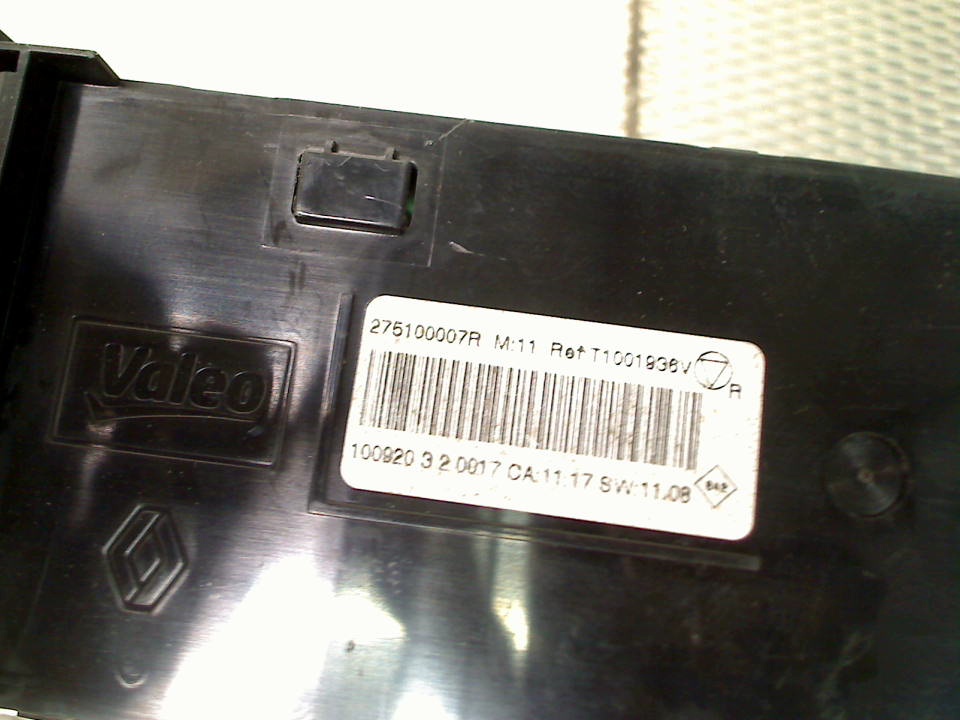 275100007R M:11 Ref T1001936V
R
Valeo
100920 3 2 0017 CA:11.17 SW:11.08